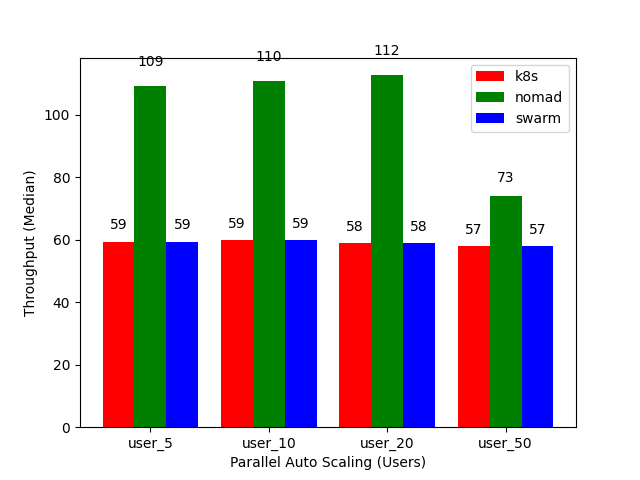 112
110
109
k8s
nomad
swarm
100
80
73
60
59
59
59
59
58
58
57
57
40
20
0
Throughput (Median)
user_5
user_10
user_20
user_50
Parallel Auto Scaling (Users)